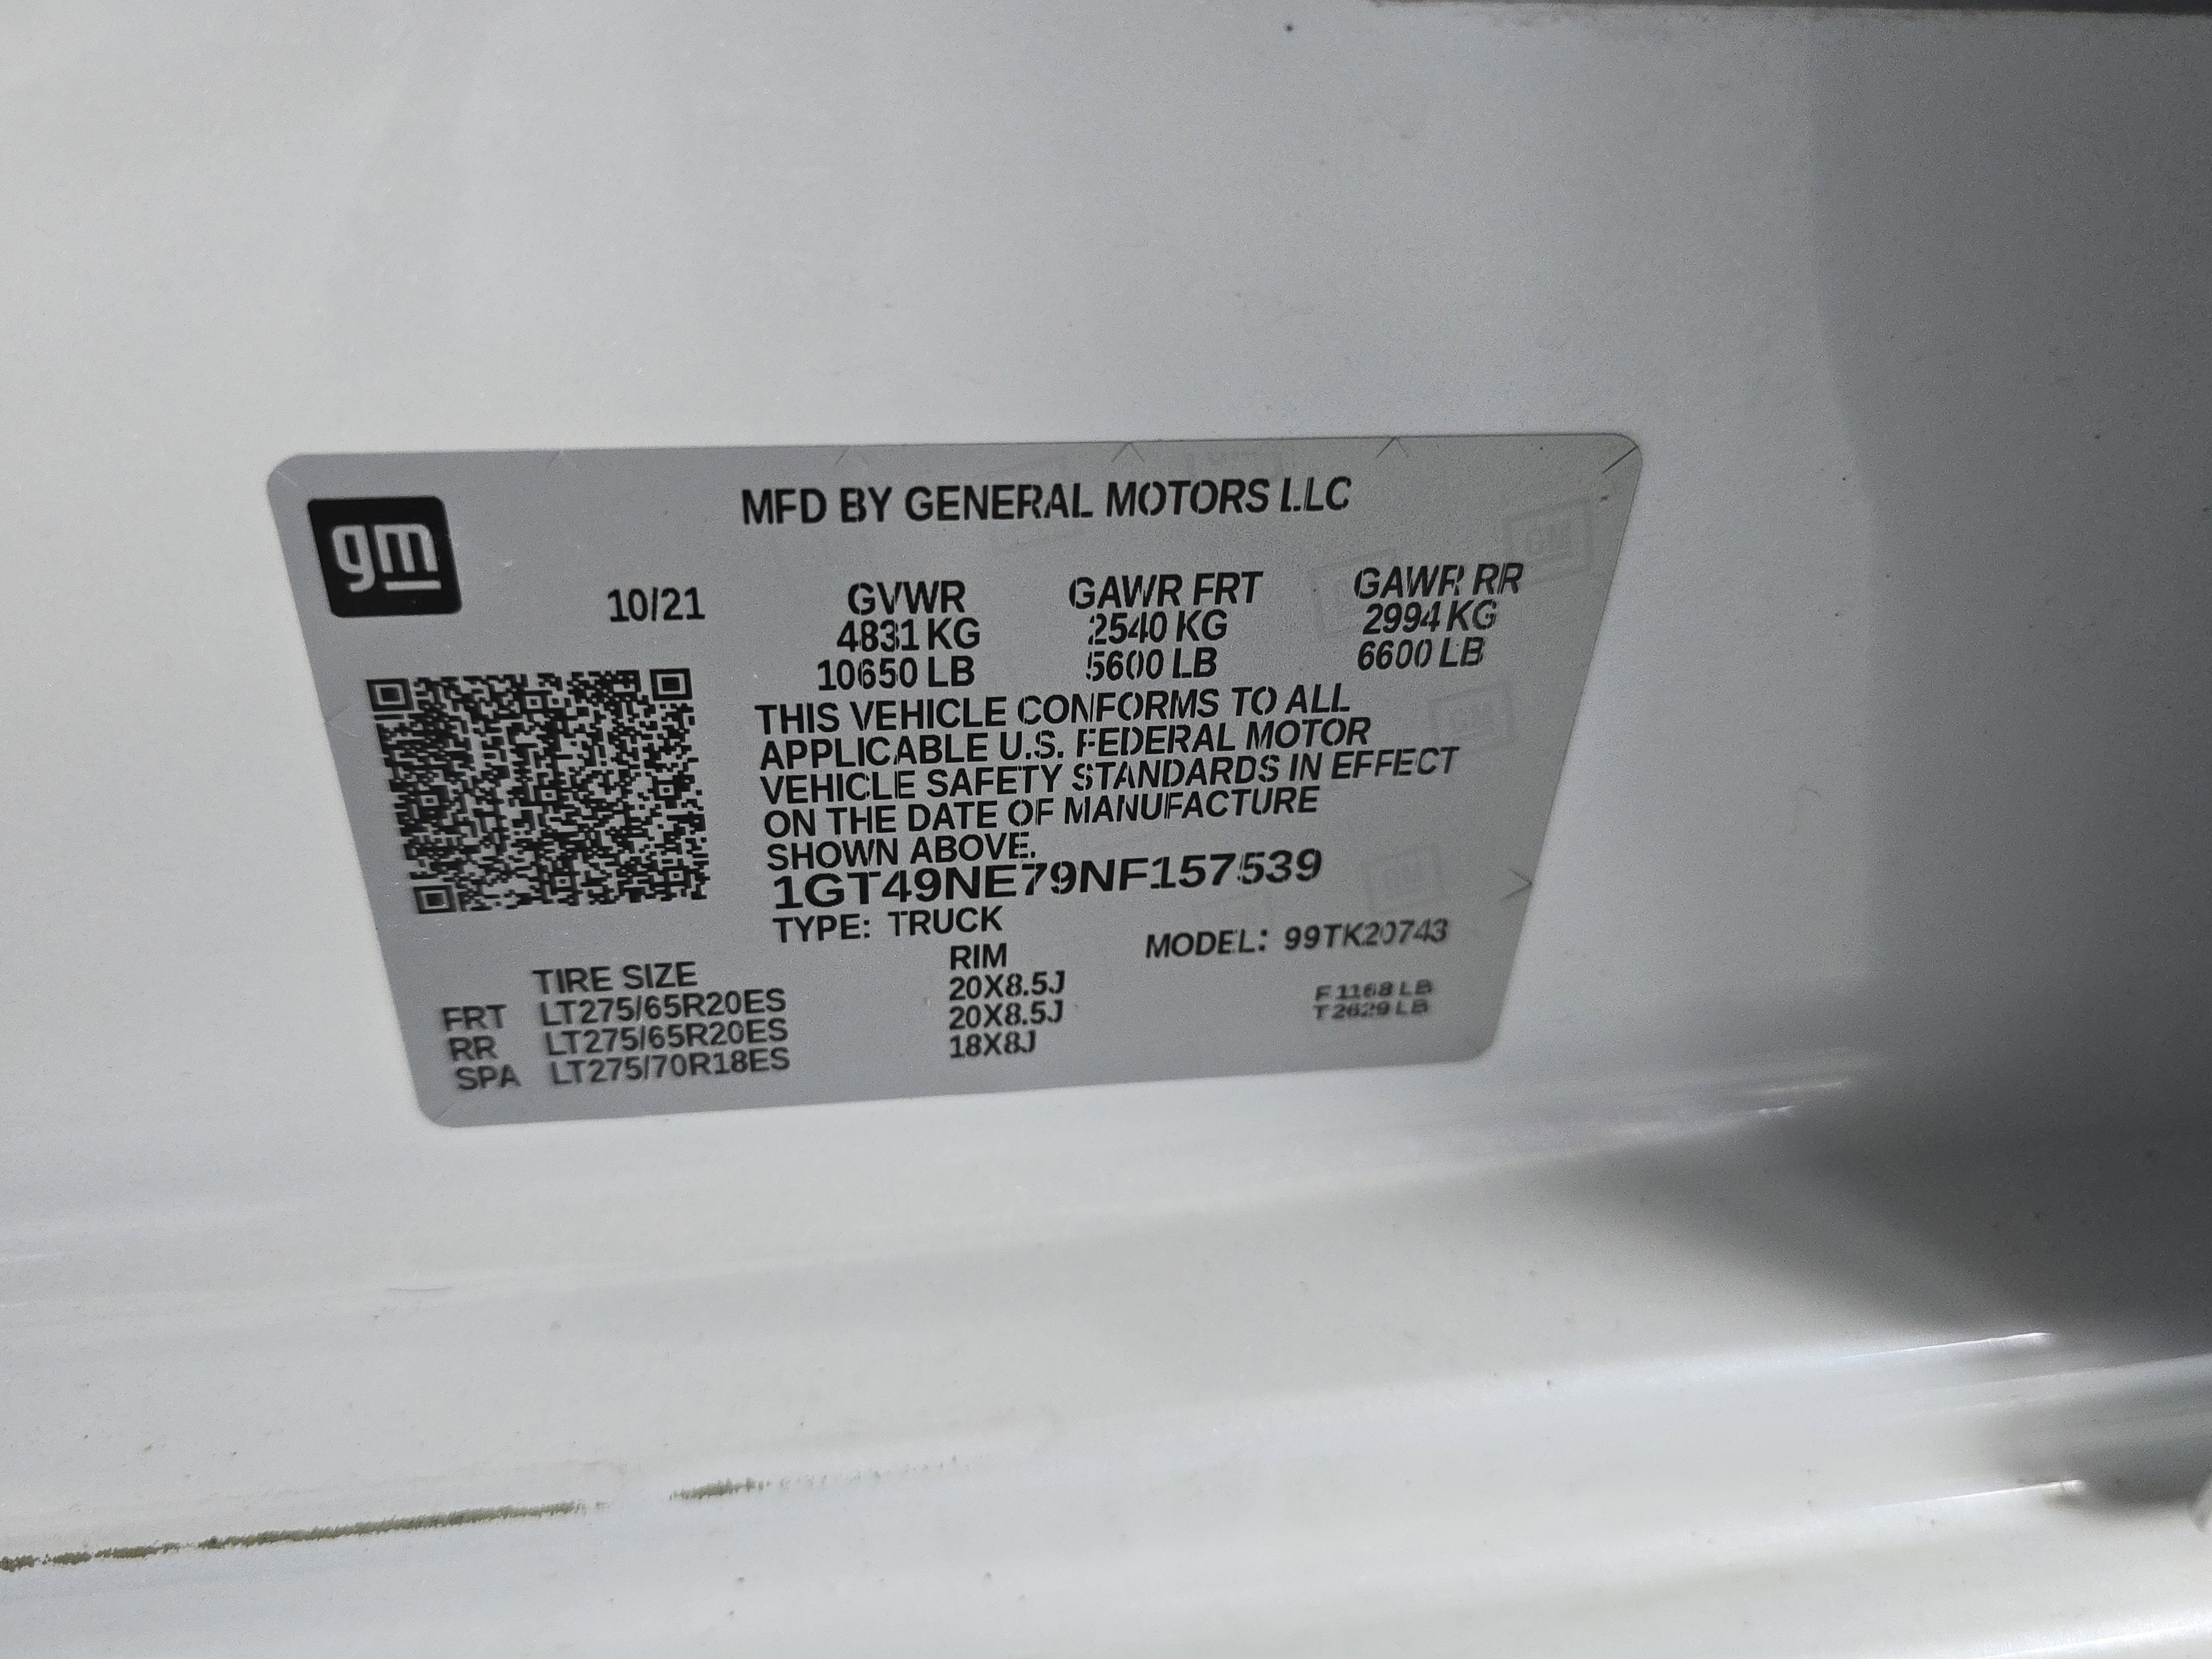 gm
MFD BY GENERAL MOTORS LLC
10/21 GVWR GAWR FRT GAWR RR
4831 KG 2540 KG 2994 KG
10650 LB 5600 LB 6600 LB
THIS VEHICLE CONFORMS TO ALL
APPLICABLE U.S. FEDERAL MOTOR
VEHICLE SAFETY STANDARDS IN EFFECT
ON THE DATE OF MANUFACTURE
SHOWN ABOVE.
1GT49NE79NF157539
TYPE: TRUCK MODEL: 99TK20743
TIRE SIZE RIM
FRT LT275/65R20ES 20X8.5J
RR LT275/65R20ES 20X8.5J
SPA LT275/70R18ES 18X8J
F 1168 LB
T 2629 LB